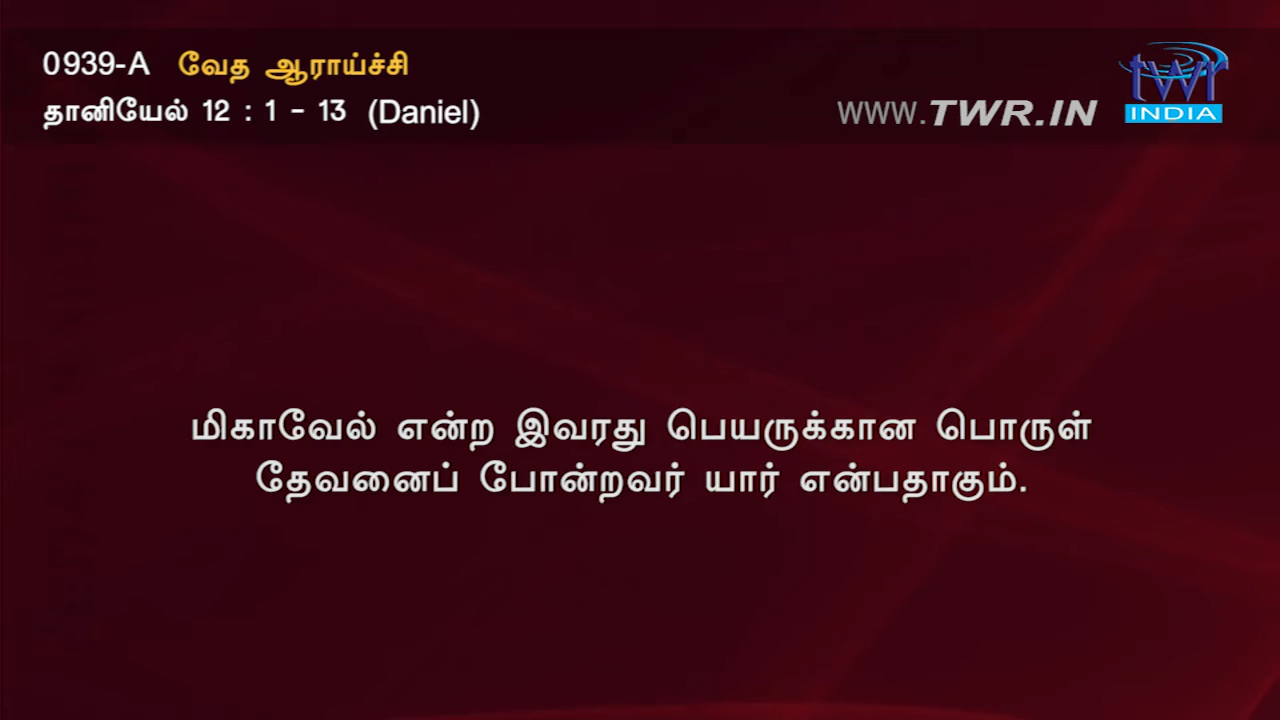 0939-A வேத ஆராய்ச்சி
தானியேல் 12 : 1 - 13 (Daniel)
www.TWR.IN
twr
INDIA
மிகாவேல் என்ற இவரது பெயருக்கான பொருள்
தேவனைப் போன்றவர் யார் என்பதாகும்.